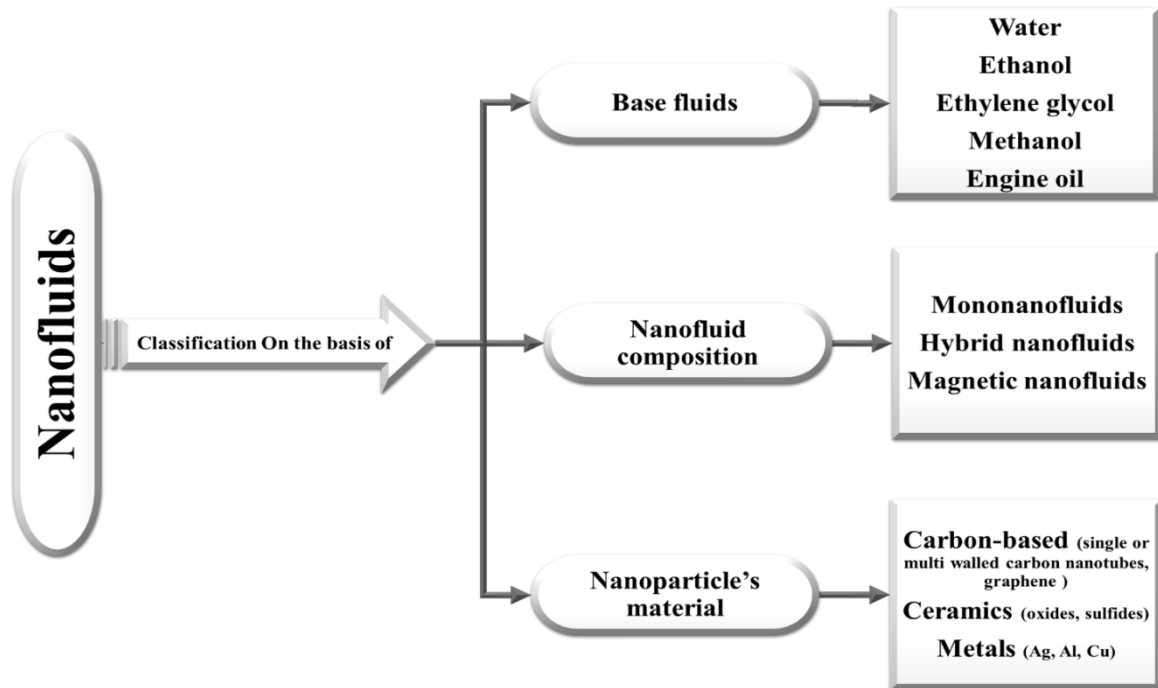 Nanofluids
Classification On the basis of
Base fluids
Water
Ethanol
Ethylene glycol
Methanol
Engine oil
Nanofluid
composition
Mononanofluids
Hybrid nanofluids
Magnetic nanofluids
Nanoparticle's
material
Carbon-based (single or
multi walled carbon nanotubes,
graphene )
Ceramics (oxides, sulfides)
Metals (Ag, Al, Cu)